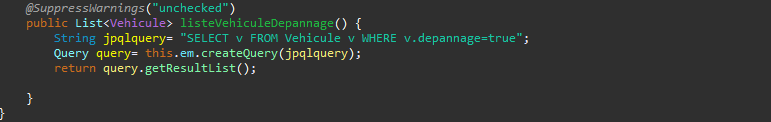 @SuppressWarnings("unchecked")
public List<Vehicule> listeVehiculeDepannage() {
String jpqlquery= "SELECT v FROM Vehicule v WHERE v.depannage=true";
Query query= this.em.createQuery(jpqlquery);
return query.getResultList();
}
}